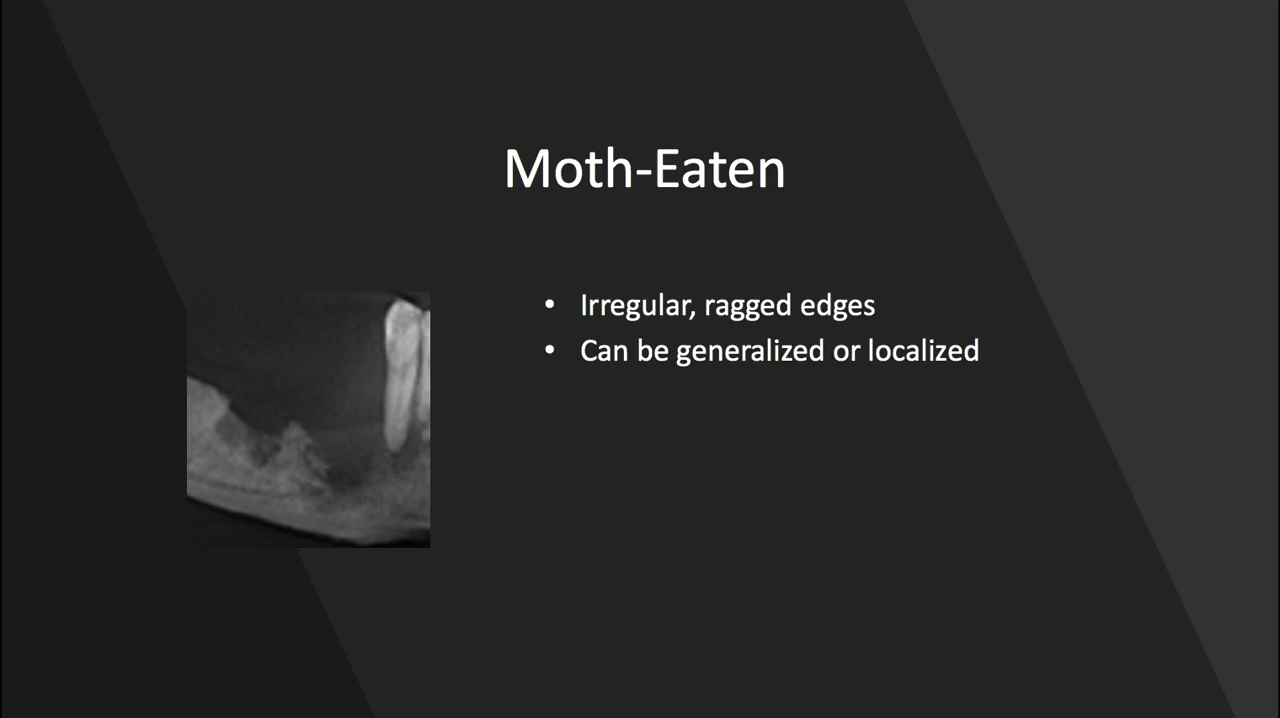 Moth-Eaten
• Irregular, ragged edges
• Can be generalized or localized